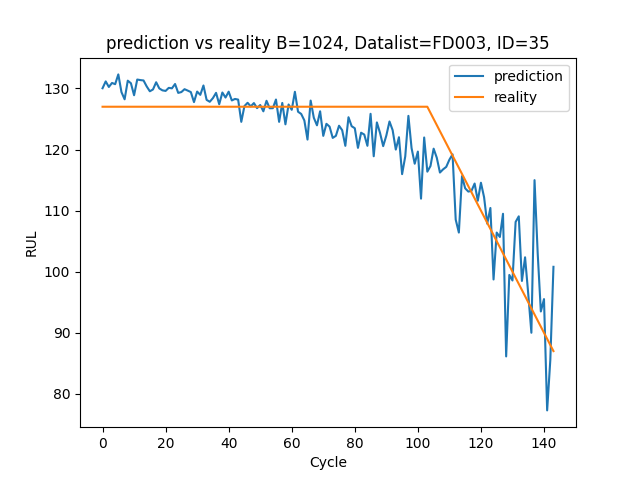 prediction vs reality B=1024, Datalist=FD003, ID=35
prediction
reality
RUL
130
120
110
100
90
80
0 20 40 60 80 100 120 140
Cycle